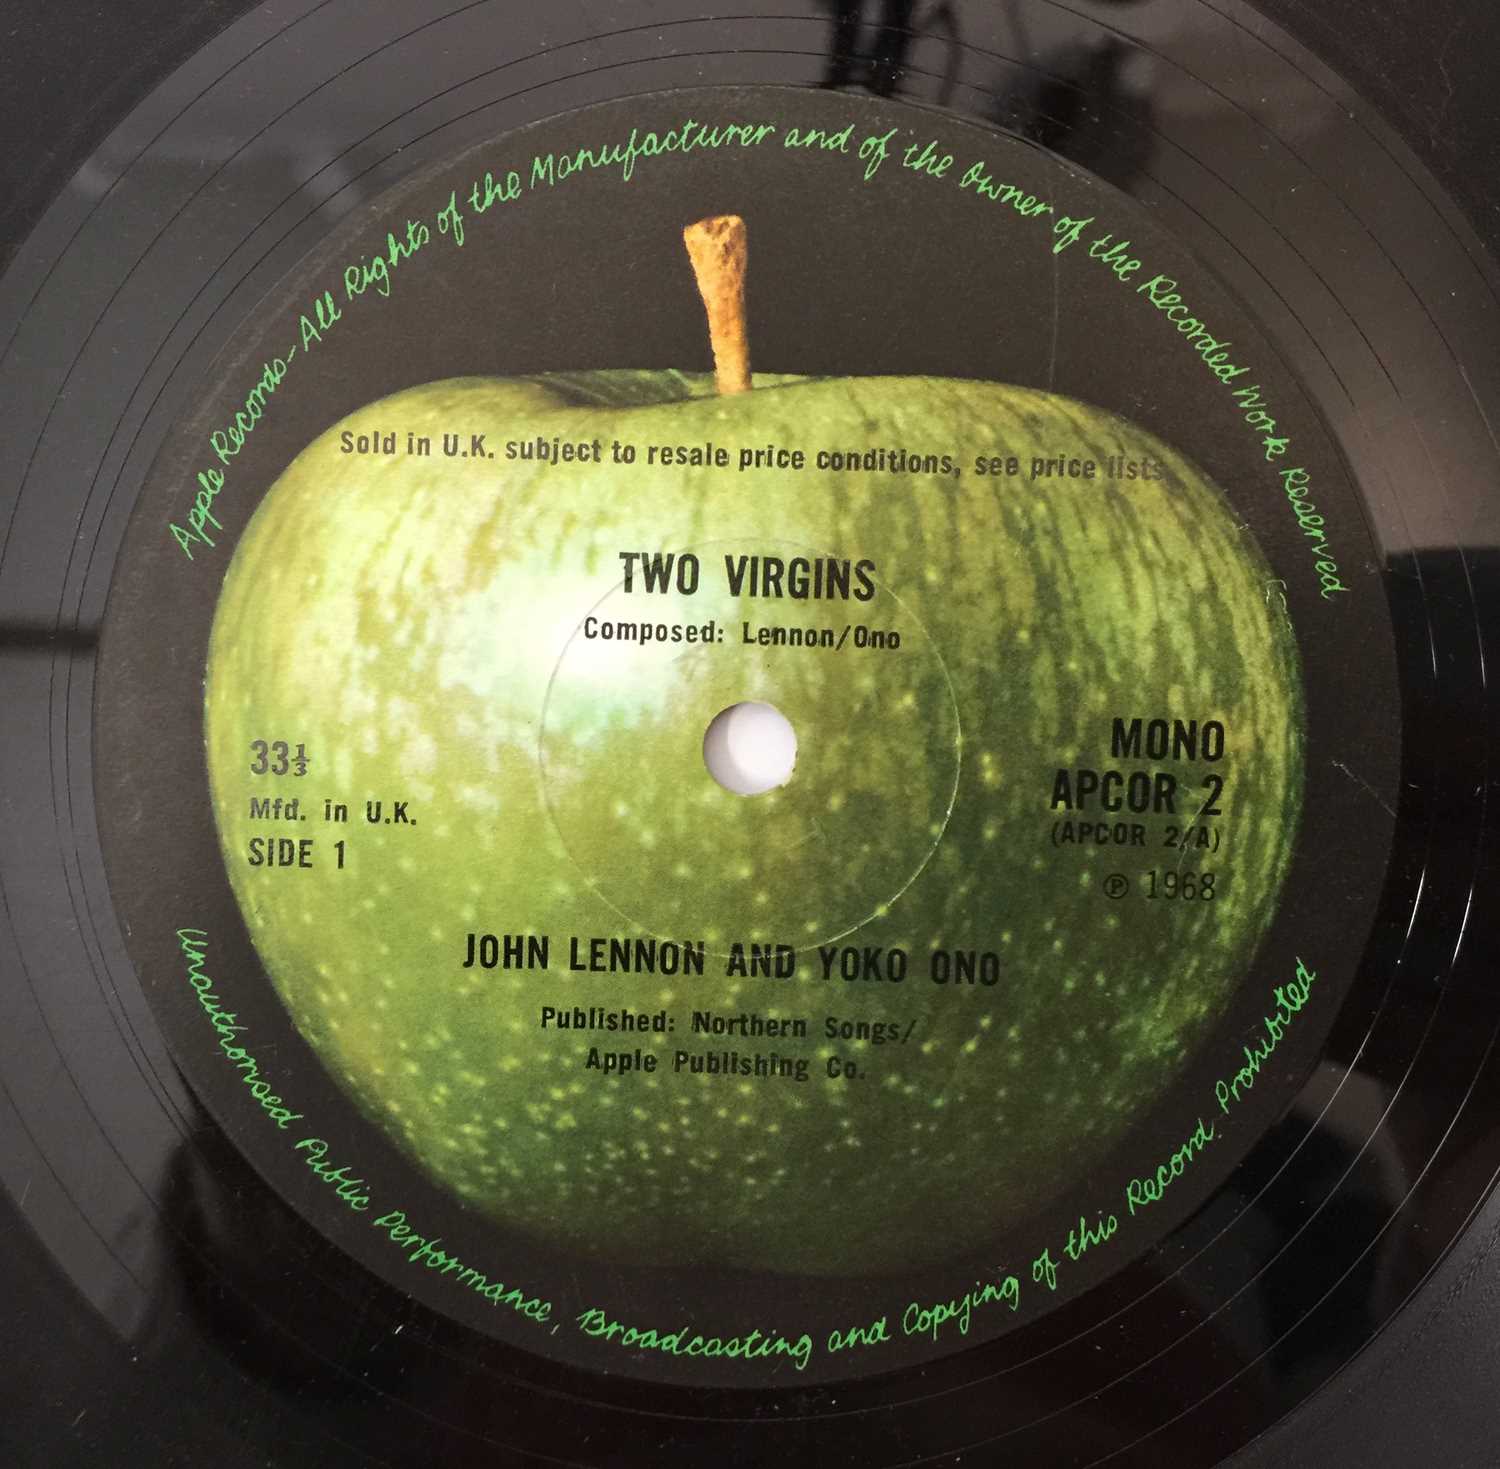 Apple Records-All Rights of the Manufacturer and of the Owner of the Recorded Work Reserved
Sold in U.K. subject to resale price conditions, see price lists
TWO VIRGINS
Composed: Lennon/Ono
33⅓
Mfd. in U.K.
SIDE 1
MONO
APCOR 2
(APCOR 2/A)
℗ 1968
JOHN LENNON AND YOKO ONO
Published: Northern Songs/
Apple Publishing Co.
Unauthorised Public Performance, Broadcasting and Copying of this Record Prohibited